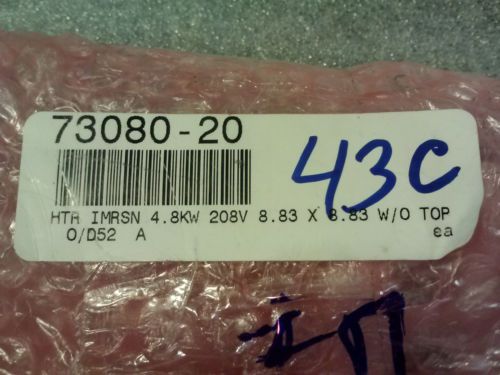 73080-20
43C
HTR IMRSN 4.8KW 208V 8.83 X 8.83 W/O TOP
O/D52 A ea